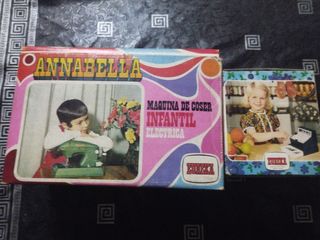 ANNABELLA
MAQUINA DE COSER
INFANTIL
ELECTRICA